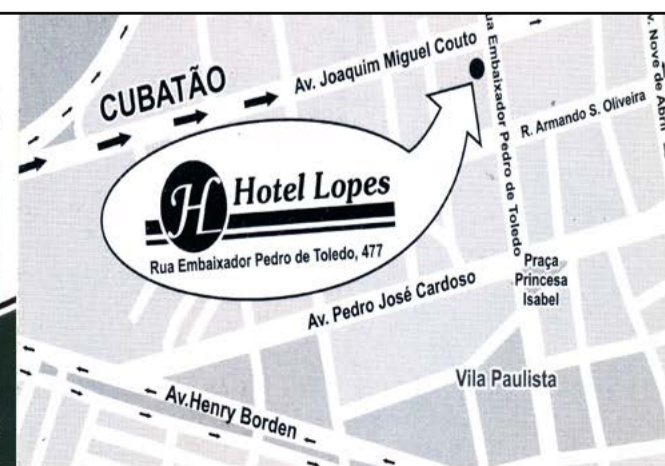 CUBATÃO
Av. Joaquim Miguel Couto
Rua Embaixador Pedro de Toledo
Av. Nove de Abril
R. Armando S. Oliveira
H
Hotel Lopes
Rua Embaixador Pedro de Toledo, 477
Praça
Princesa
Isabel
Av. Pedro José Cardoso
Vila Paulista
Av.Henry Borden